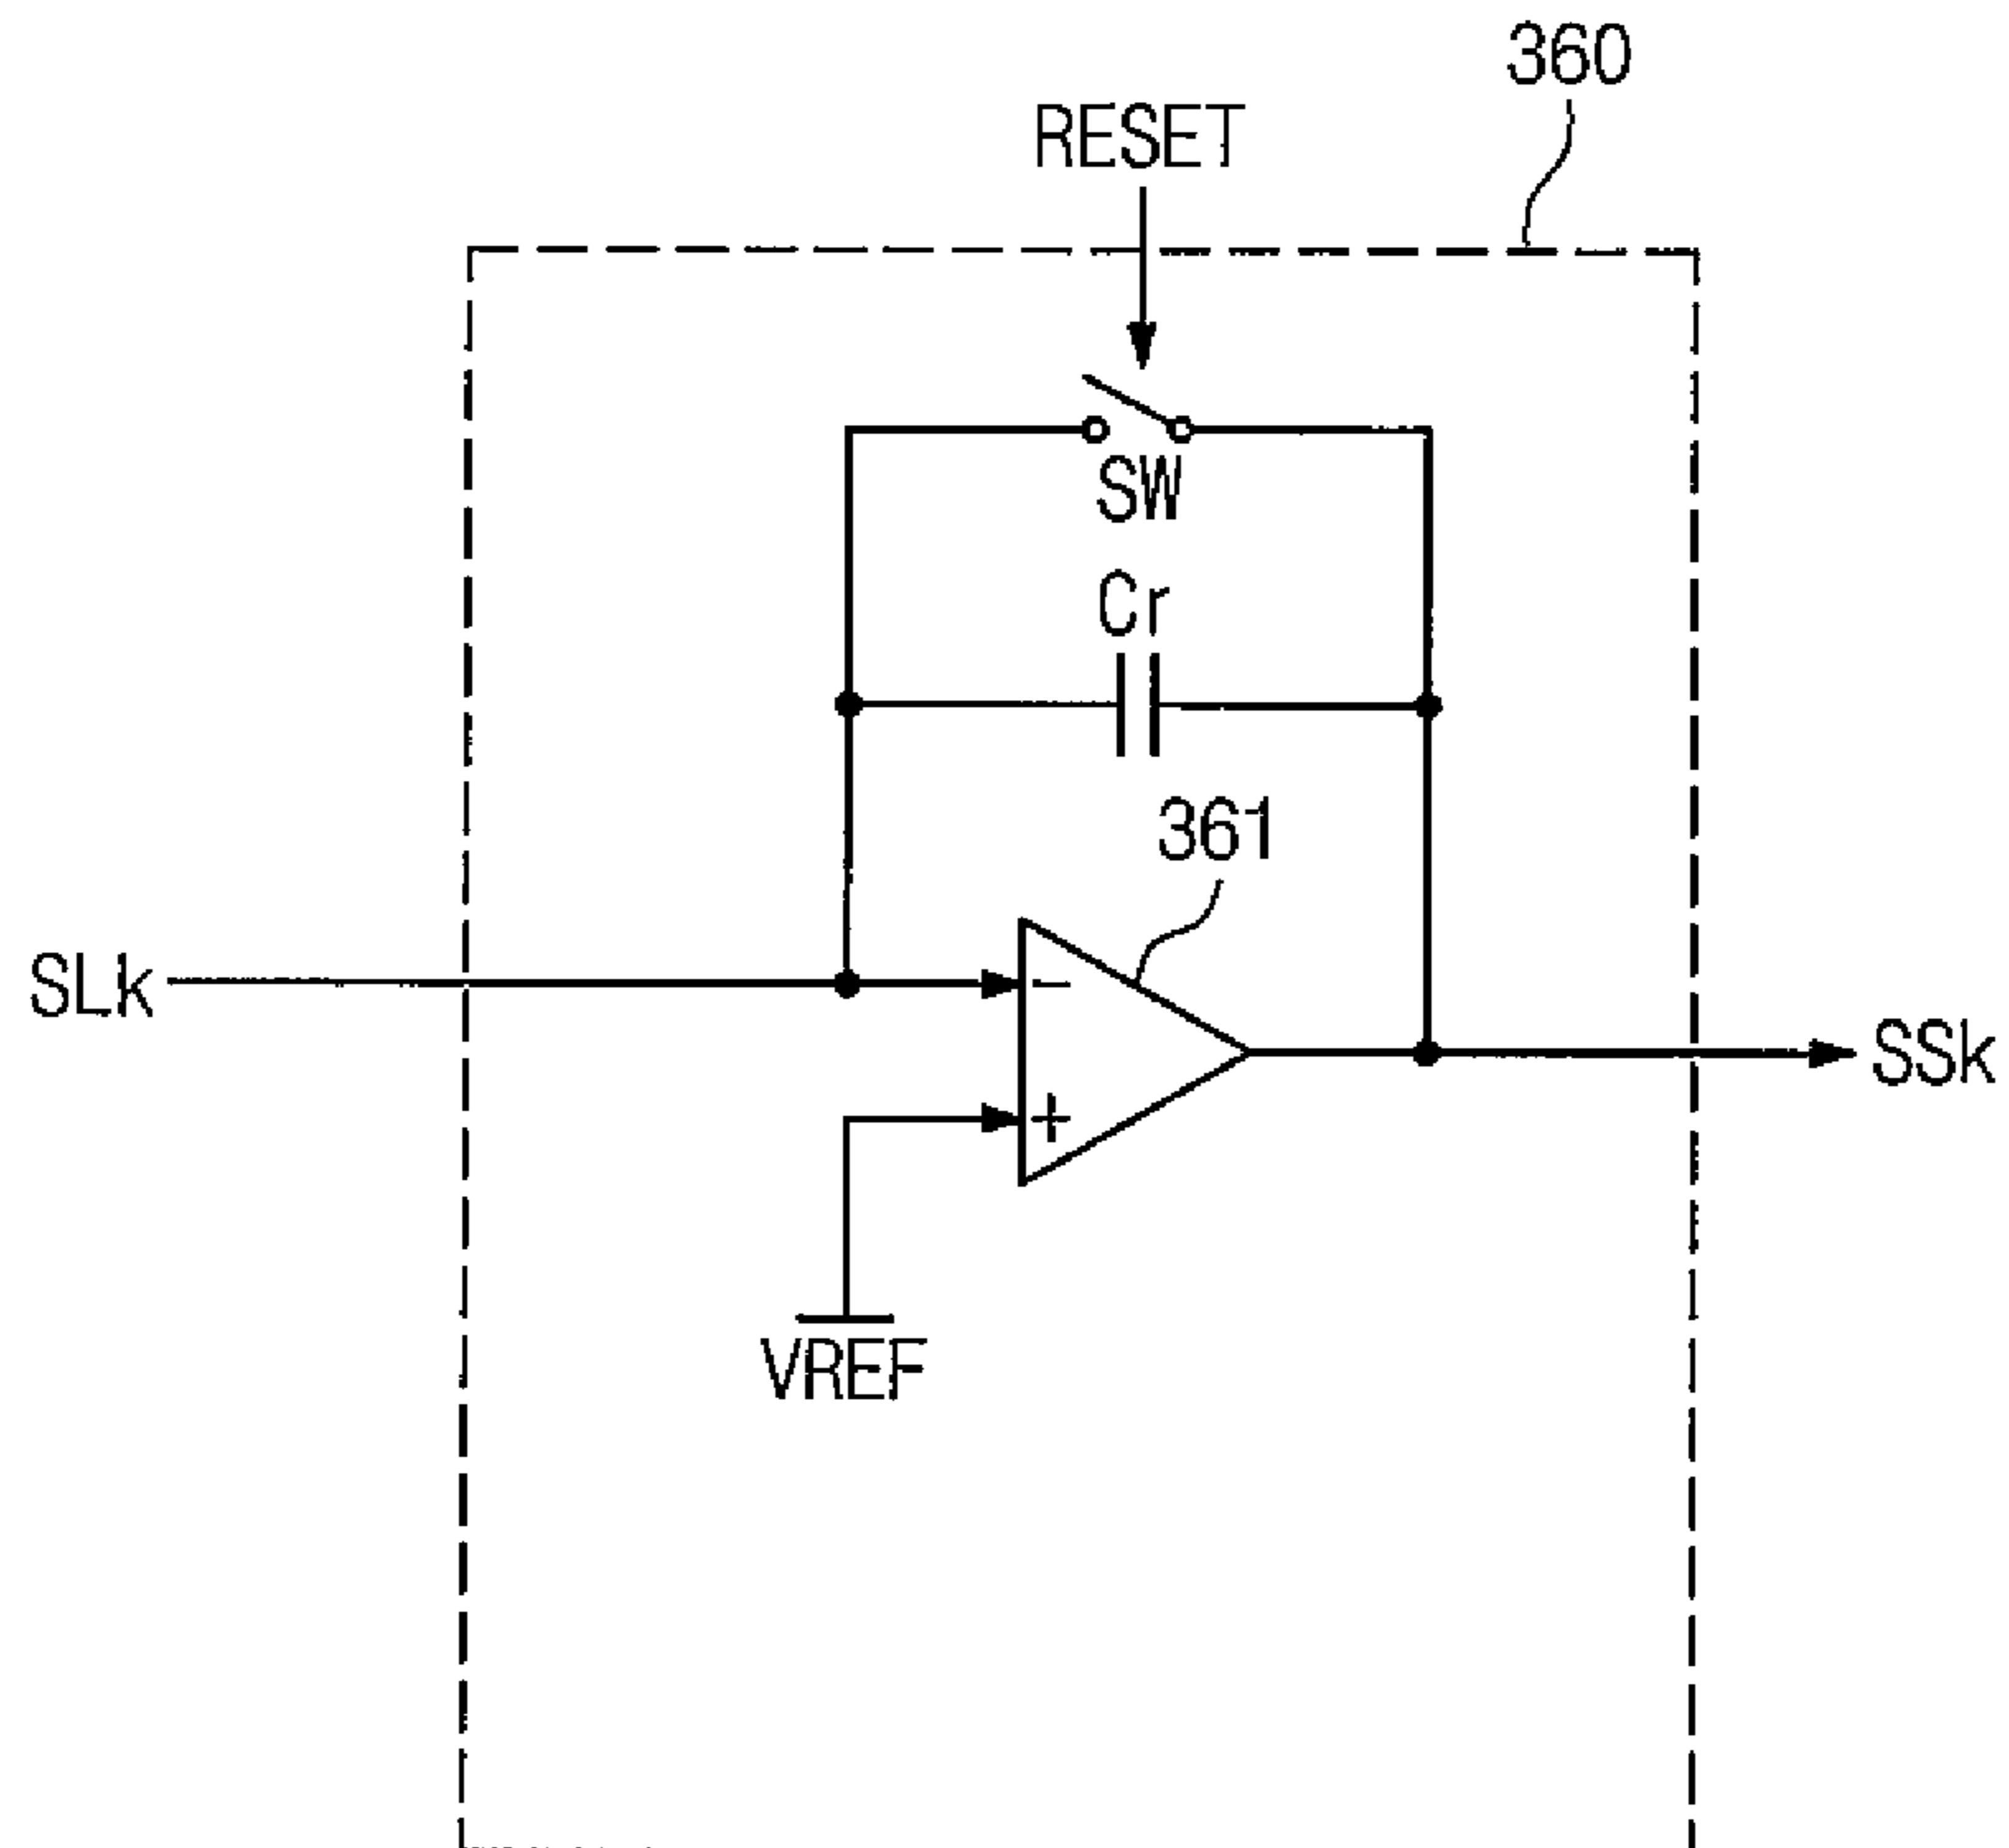 360
RESET
SW
Cr
361
SLk
-
SSk
+
VREF